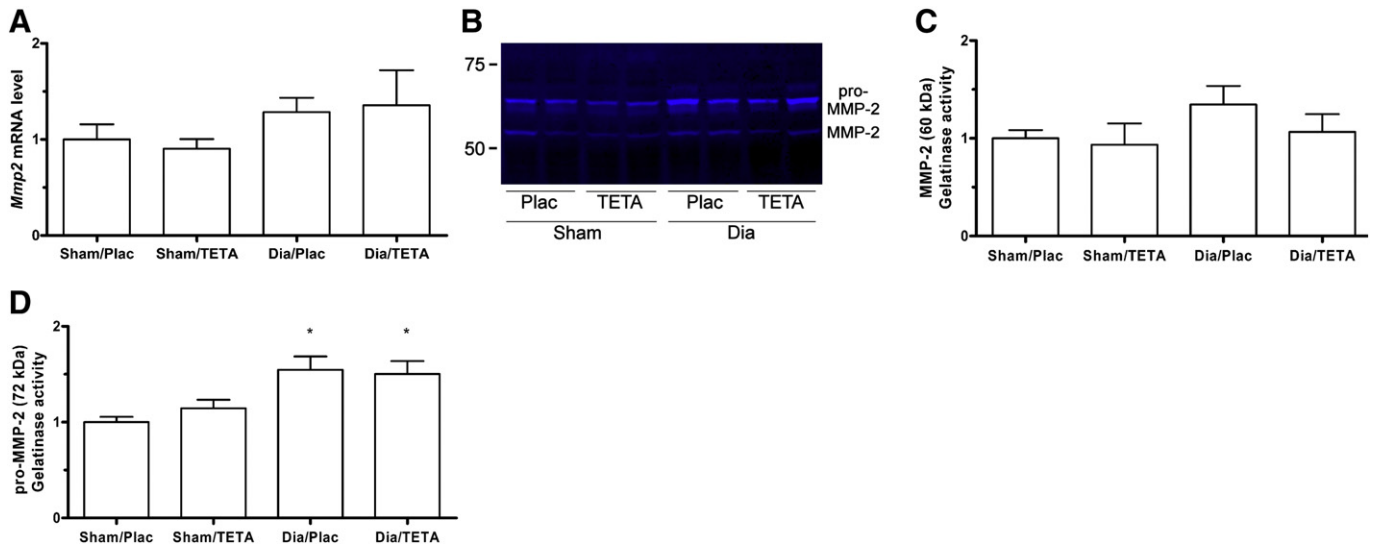 A
2
1
0
Mmp2 mRNA level
Sham/Plac Sham/TETA Dia/Plac Dia/TETA
B
75
50
pro-
MMP-2
MMP-2
Plac TETA Plac TETA
Sham Dia
C
2
1
0
MMP-2 (60 kDa)
Gelatinase activity
Sham/Plac Sham/TETA Dia/Plac Dia/TETA
D
2
1
0
pro-MMP-2 (72 kDa)
Gelatinase activity
* *
Sham/Plac Sham/TETA Dia/Plac Dia/TETA